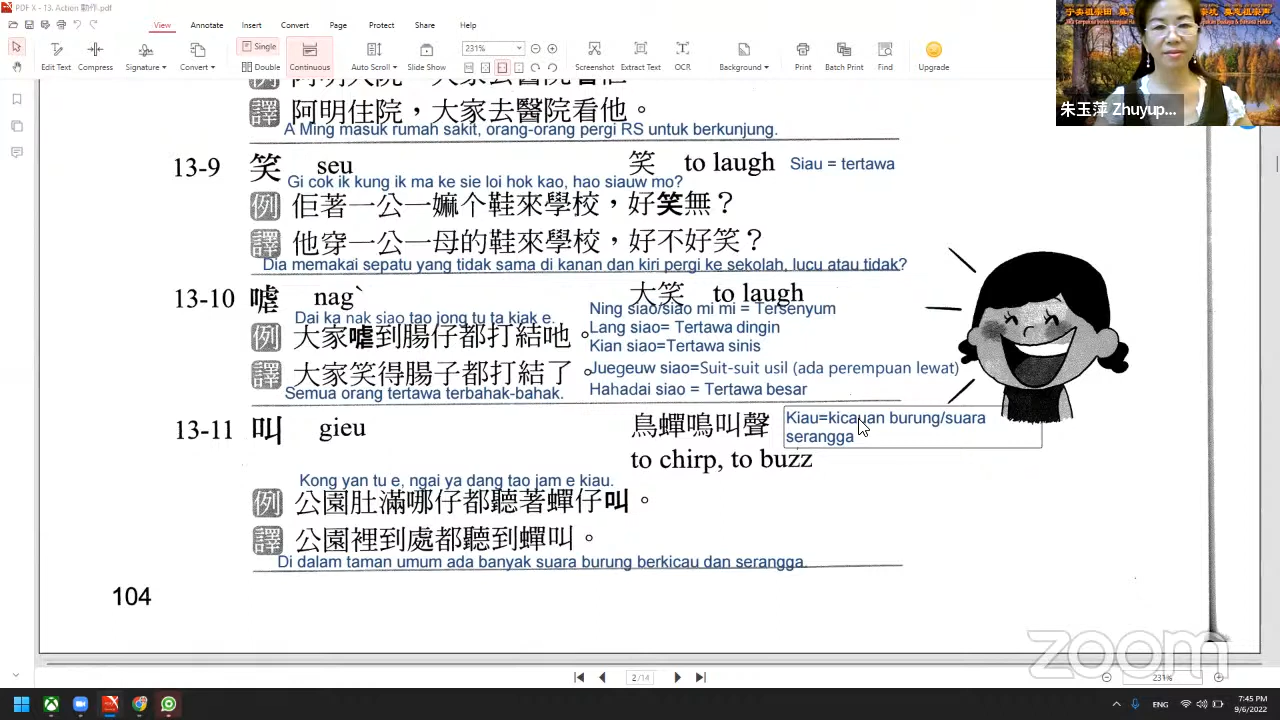 PDF X - 13. Action 動作.pdf
View Annotate Insert Convert Page Protect Share Help
Single
Double
Continuous
231%
Edit Text Compress Signature Convert Auto Scroll Slide Show Screenshot Extract Text OCR Background Print Batch Print Find Upgrade
朱玉萍 Zhuyup...
譯 阿明住院，大家去醫院看他。
A Ming masuk rumah sakit, orang-orang pergi RS untuk berkunjung.
13-9 笑 seu 笑 to laugh Siau = tertawa
Gi cok ik kung ik ma ke sie loi hok kao, hao siauw mo?
例 佢著一公一嫲个鞋來學校，好笑無？
譯 他穿一公一母的鞋來學校，好不好笑？
Dia memakai sepatu yang tidak sama di kanan dan kiri pergi ke sekolah, lucu atau tidak?
13-10 㖸 nagˋ 大笑 to laugh
Dai ka nak siao tao jong tu ta kiak e.
Ning siao/siao mi mi = Tersenyum
Lang siao= Tertawa dingin
Kian siao=Tertawa sinis
Juegeuw siao=Suit-suit usil (ada perempuan lewat)
Hahadai siao = Tertawa besar
例 大家㖸到腸仔都打結吔。
譯 大家笑得腸子都打結了。
Semua orang tertawa terbahak-bahak.
13-11 叫 gieu 鳥蟬鳴叫聲
to chirp, to buzz
Kiau=kicauan burung/suara
serangga
Kong yan tu e, ngai ya dang tao jam e kiau.
例 公園肚滿哪仔都聽著蟬仔叫。
譯 公園裡到處都聽到蟬叫。
Di dalam taman umum ada banyak suara burung berkicau dan serangga.
104
zoom
2/14
231%
ENG
7:45 PM
9/6/2022